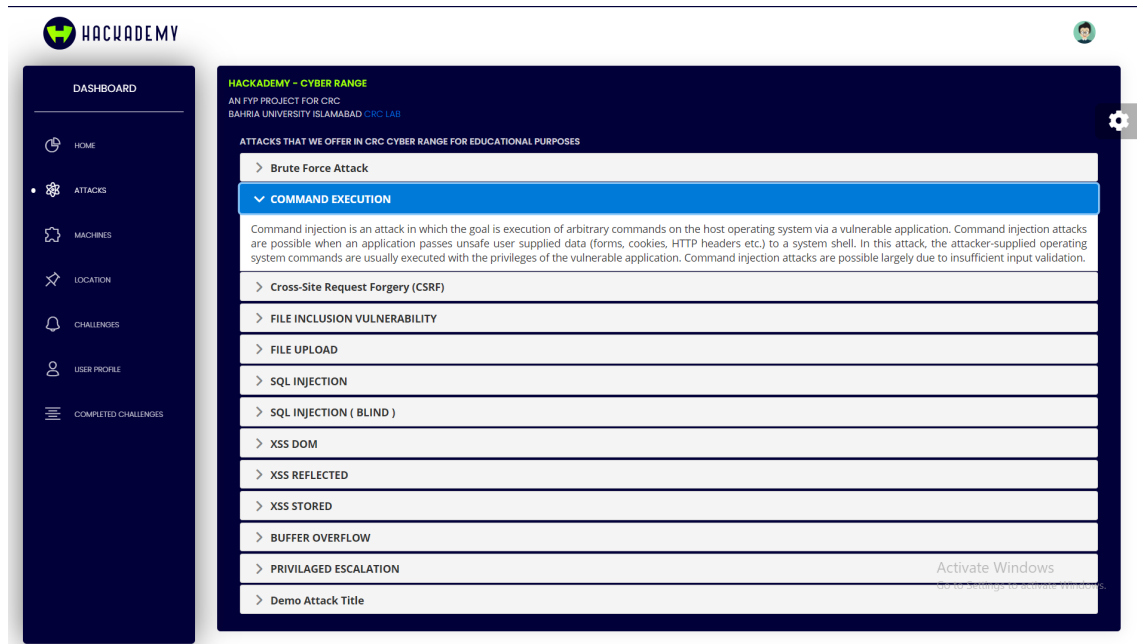 HACKADEMY
DASHBOARD
HOME
ATTACKS
MACHINES
LOCATION
CHALLENGES
USER PROFILE
COMPLETED CHALLENGES
HACKADEMY - CYBER RANGE
AN FYP PROJECT FOR CRC
BAHRIA UNIVERSITY ISLAMABAD CRC LAB
ATTACKS THAT WE OFFER IN CRC CYBER RANGE FOR EDUCATIONAL PURPOSES
Brute Force Attack
COMMAND EXECUTION
Command injection is an attack in which the goal is execution of arbitrary commands on the host operating system via a vulnerable application. Command injection attacks
are possible when an application passes unsafe user supplied data (forms, cookies, HTTP headers etc.) to a system shell. In this attack, the attacker-supplied operating
system commands are usually executed with the privileges of the vulnerable application. Command injection attacks are possible largely due to insufficient input validation.
Cross-Site Request Forgery (CSRF)
FILE INCLUSION VULNERABILITY
FILE UPLOAD
SQL INJECTION
SQL INJECTION ( BLIND )
XSS DOM
XSS REFLECTED
XSS STORED
BUFFER OVERFLOW
PRIVILAGED ESCALATION
Demo Attack Title
Activate Windows
Go to Settings to activate Windows.